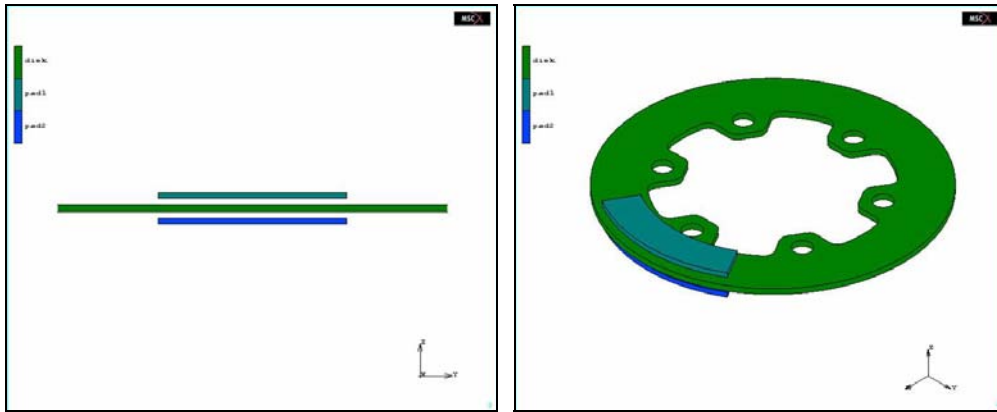 MSC X
disk
pad1
pad2
Z
X
Y
MSC X
disk
pad1
pad2
Z
X
Y